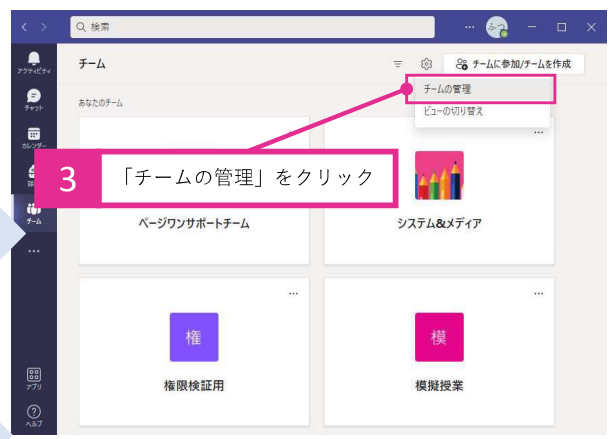 検索
ふつ
アクティビティ
チーム
チームに参加/チームを作成
チャット
チームの管理
あなたのチーム
ビューの切り替え
カレンダー
3 「チームの管理」をクリック
チーム
ページワンサポートチーム
システム&メディア
権
模
権限検証用
模擬授業
アプリ
ヘルプ